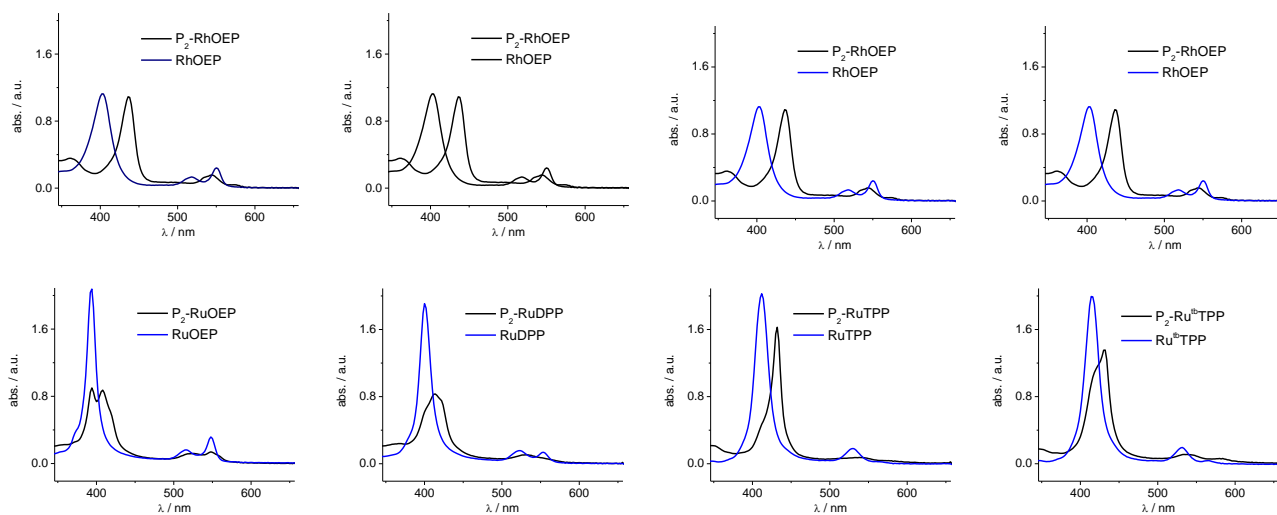 P2-RhOEP
RhOEP
1.6
0.8
0.0
abs. / a.u.
400 500 600
λ / nm
P2-RhOEP
RhOEP
1.6
0.8
0.0
abs. / a.u.
400 500 600
λ / nm
P2-RhOEP
RhOEP
1.6
0.8
0.0
abs. / a.u.
400 500 600
λ / nm
P2-RhOEP
RhOEP
1.6
0.8
0.0
abs. / a.u.
400 500 600
λ / nm
P2-RuOEP
RuOEP
1.6
0.8
0.0
abs. / a.u.
400 500 600
λ / nm
P2-RuDPP
RuDPP
1.6
0.8
0.0
abs. / a.u.
400 500 600
λ / nm
P2-RuTPP
RuTPP
1.6
0.8
0.0
abs. / a.u.
400 500 600
λ / nm
P2-RutbTPP
RutbTPP
1.6
0.8
0.0
abs. / a.u.
400 500 600
λ / nm